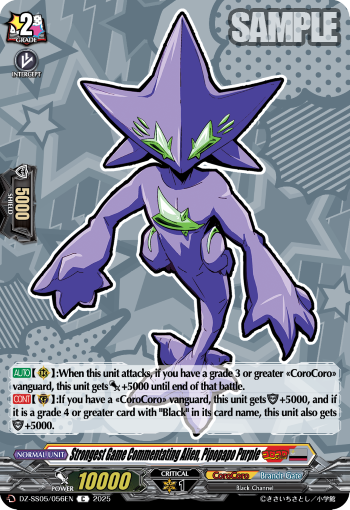 2
GRADE
SAMPLE
INTERCEPT
5000
SHIELD
AUTO [ ]:When this unit attacks, if you have a grade 3 or greater «CoroCoro»
vanguard, this unit gets +5000 until end of that battle.
CONT [ ]:If you have a «CoroCoro» vanguard, this unit gets +5000, and if
it is a grade 4 or greater card with "Black" in its card name, this unit also gets
+5000.
NORMAL UNIT Strongest Game Commentating Alien, Pipopapo Purple
POWER 10000 CRITICAL 1 CoroCoro Brandt Gate
Black Channel
DZ-SS05/056EN C 2025 ©きさいちさとし/小学館